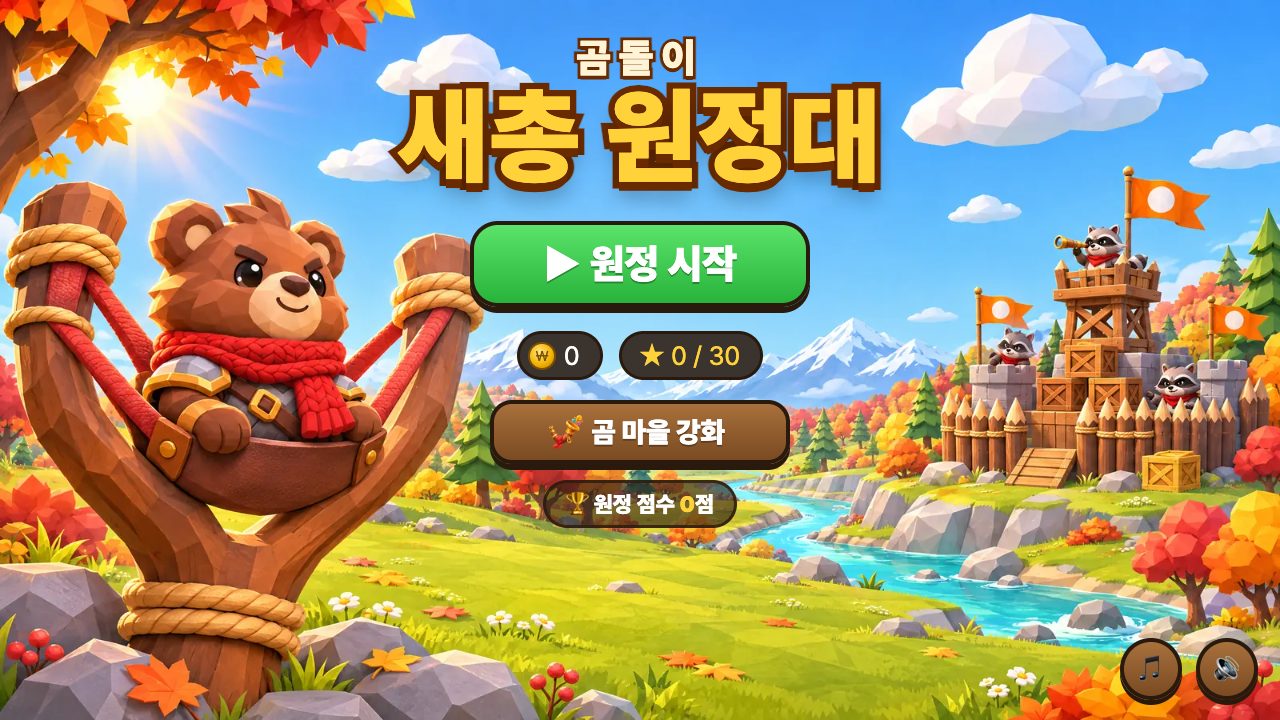 곰돌이
새총 원정대
▶ 원정 시작
₩ 0
★ 0 / 30
곰 마을 강화
원정 점수 0점